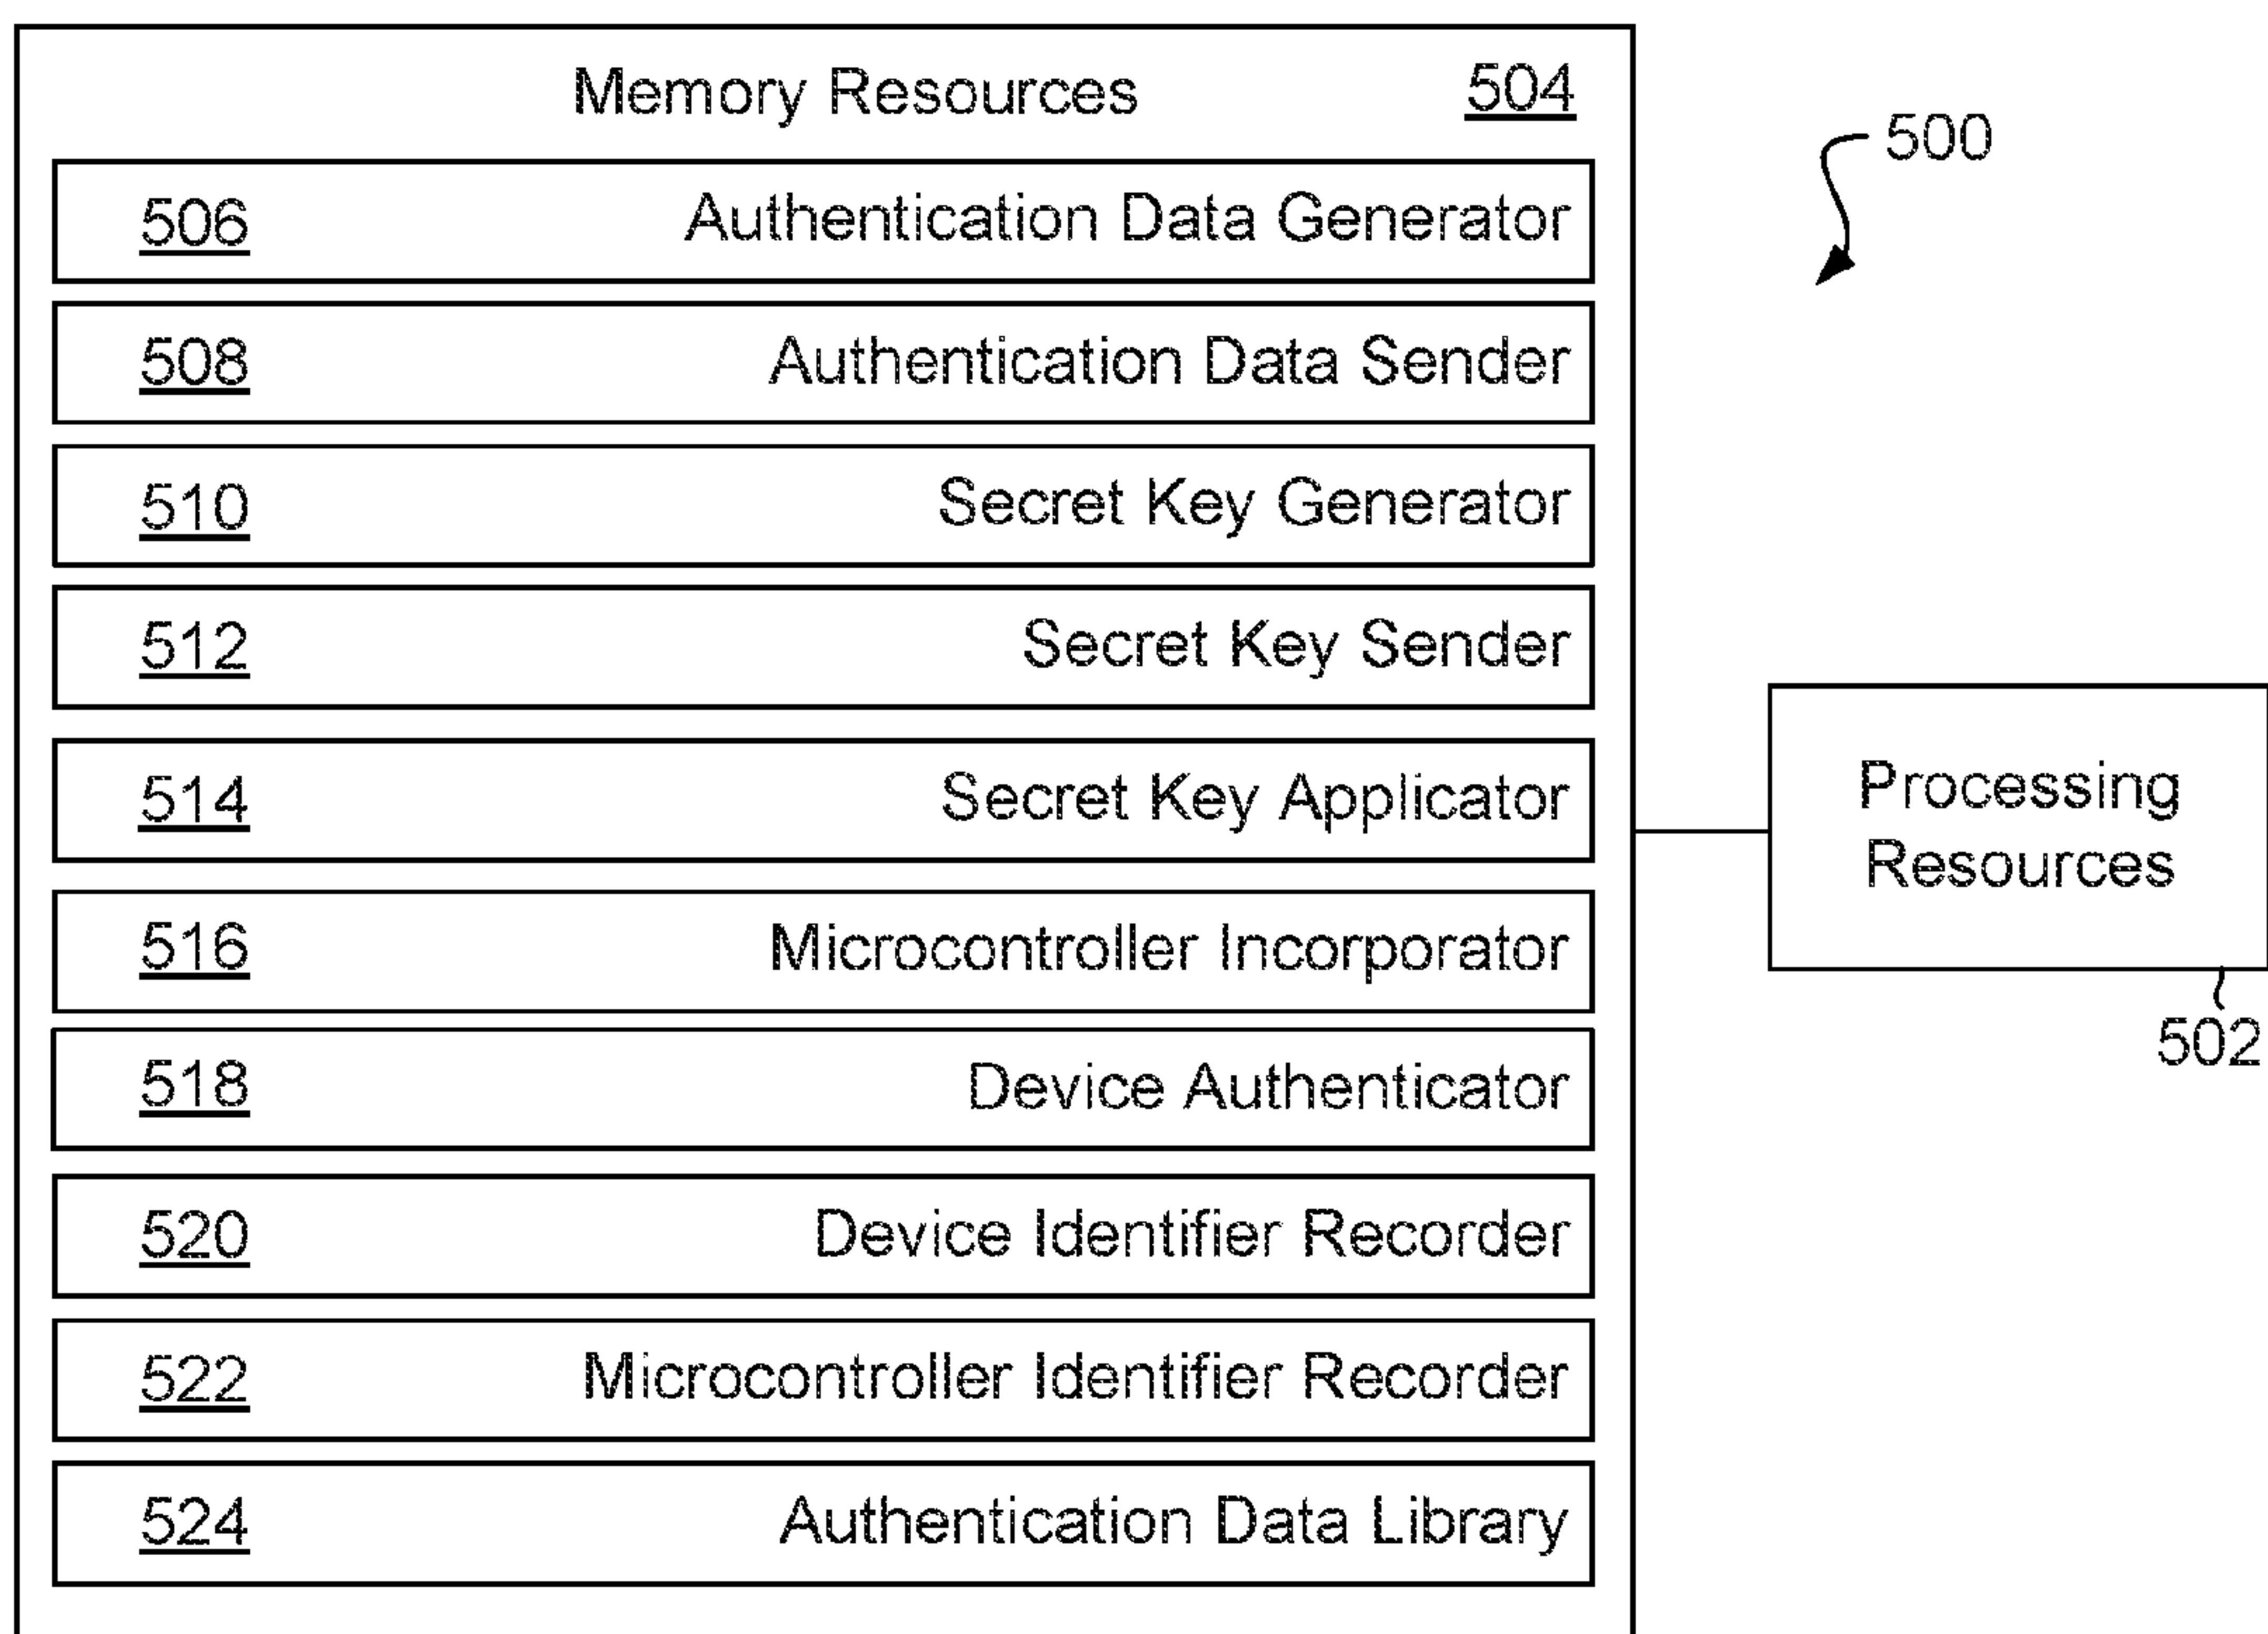 Memory Resources 504
500
506 Authentication Data Generator
508 Authentication Data Sender
510 Secret Key Generator
512 Secret Key Sender
514 Secret Key Applicator
516 Microcontroller Incorporator
518 Device Authenticator
520 Device Identifier Recorder
522 Microcontroller Identifier Recorder
524 Authentication Data Library
Processing
Resources
502